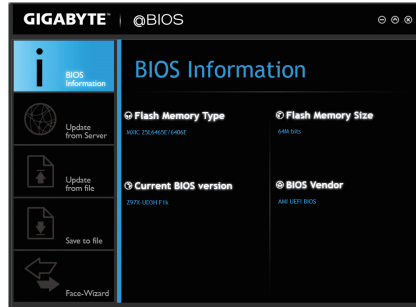 GIGABYTE™ @BIOS
BIOS
Information
Update
from Server
Update
from file
Save to file
Face-Wizard
BIOS Information
Flash Memory Type
MXIC 25L6465E/6406E
Flash Memory Size
64M bits
Current BIOS version
Z97X-UD3H F1k
BIOS Vendor
AMI UEFI BIOS